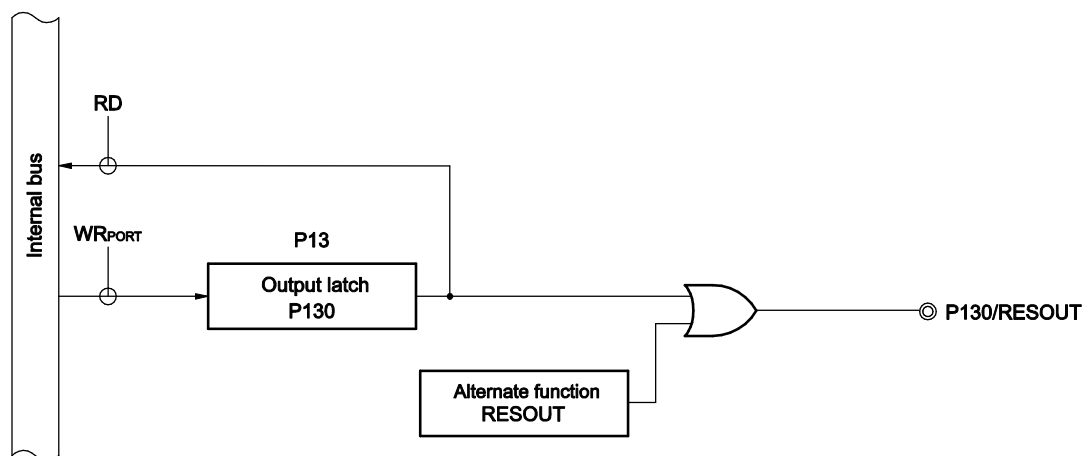 RD
Internal bus
WRPORT
P13
Output latch
P130
P130/RESOUT
Alternate function
RESOUT